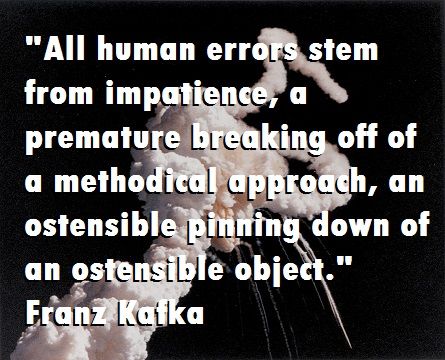 "All human errors stem
from impatience, a
premature breaking off of
a methodical approach, an
ostensible pinning down of
an ostensible object."
Franz Kafka